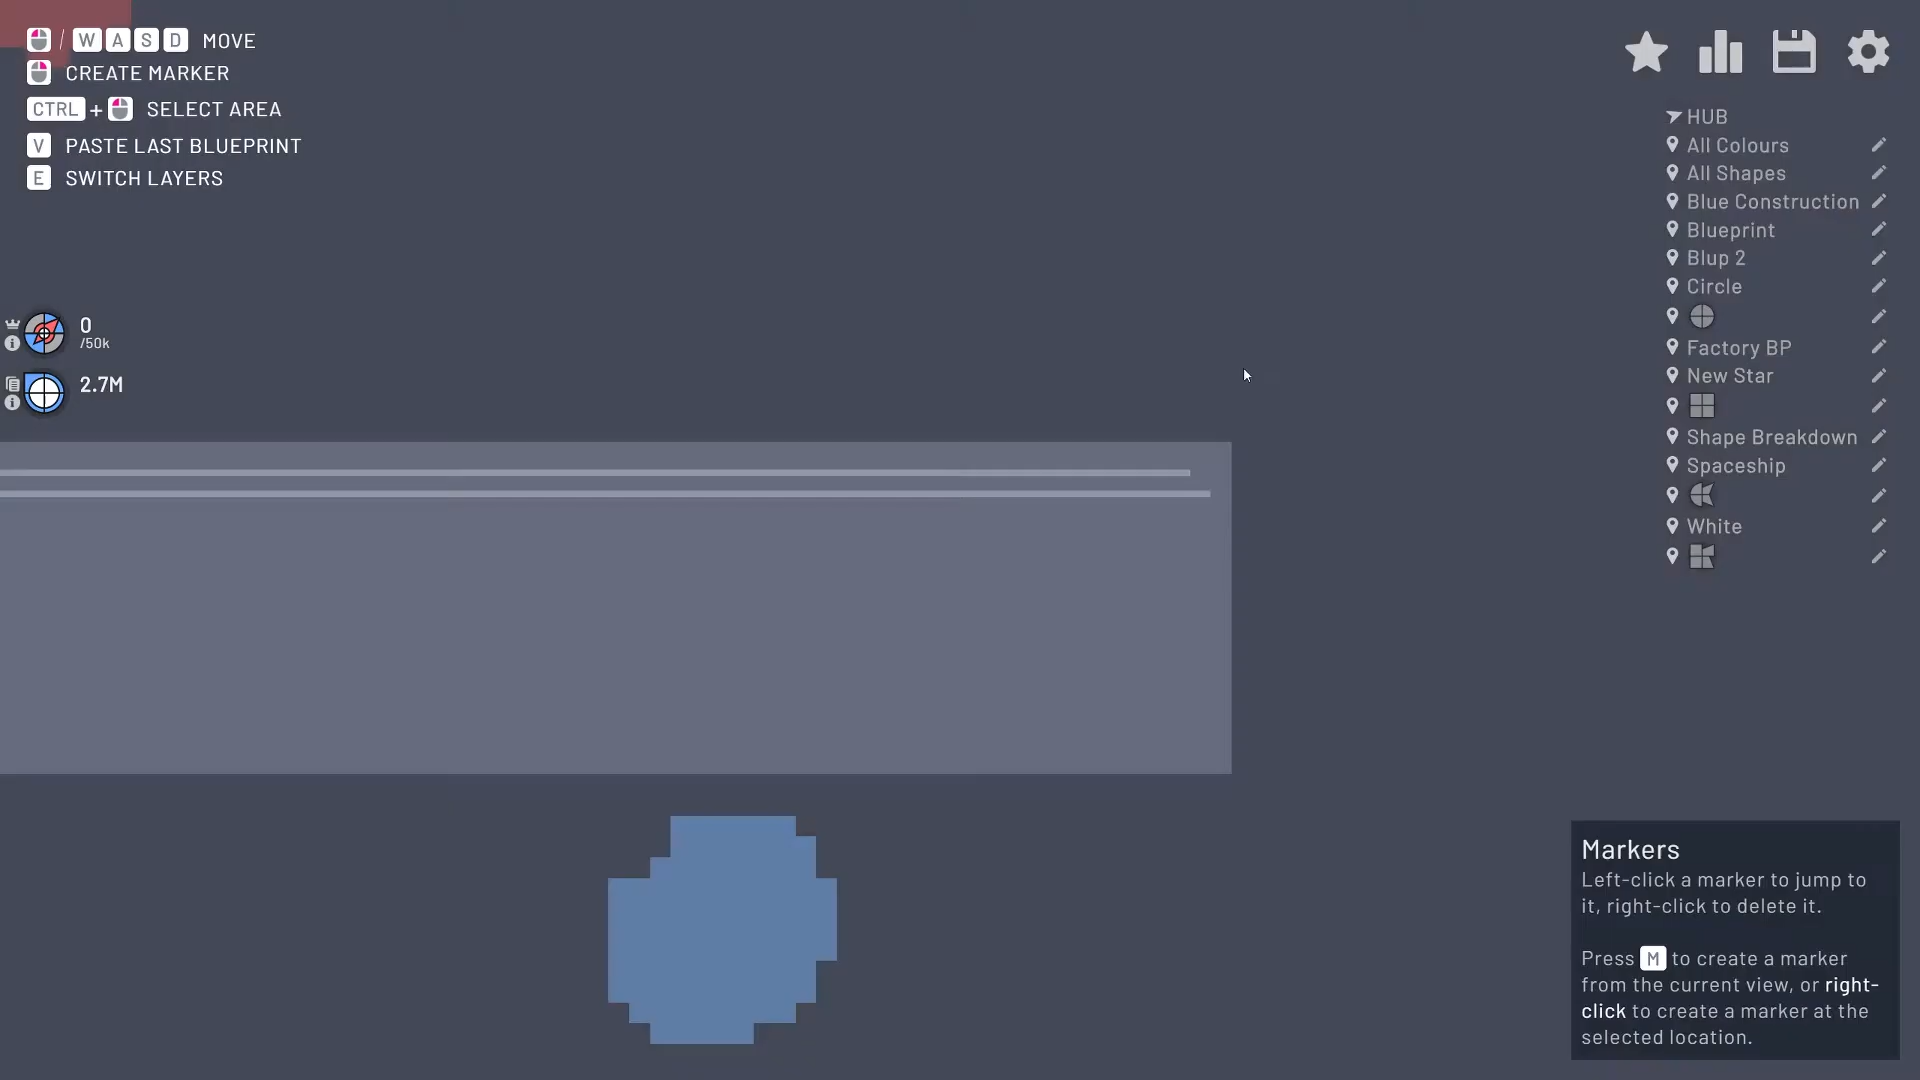 / W A S D MOVE
CREATE MARKER
CTRL + SELECT AREA
V PASTE LAST BLUEPRINT
E SWITCH LAYERS
0
/50k
2.7M
HUB
All Colours
All Shapes
Blue Construction
Blueprint
Blup 2
Circle
Factory BP
New Star
Shape Breakdown
Spaceship
White
Markers
Left-click a marker to jump to
it, right-click to delete it.
Press M to create a marker
from the current view, or right-
click to create a marker at the
selected location.